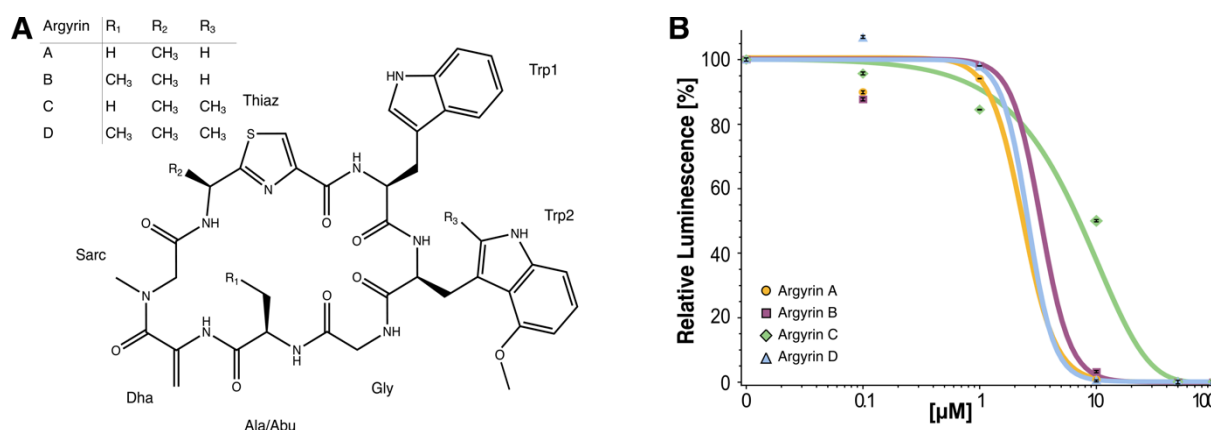 A
Argyrin R₁ R₂ R₃
A H CH₃ H
B CH₃ CH₃ H
C H CH₃ CH₃
D CH₃ CH₃ CH₃
Thiaz
Trp1
HN
S
N
R₂
H
N
O
NH
O
O
NH
R₃
NH
Trp2
Sarc
O
R₁
O
O
N
O
H
N
O
N
H
NH
O
Dha
Gly
Ala/Abu
B
Relative Luminescence [%]
100
80
60
40
20
0
Argyrin A
Argyrin B
Argyrin C
Argyrin D
0 0.1 1 10 100
[µM]